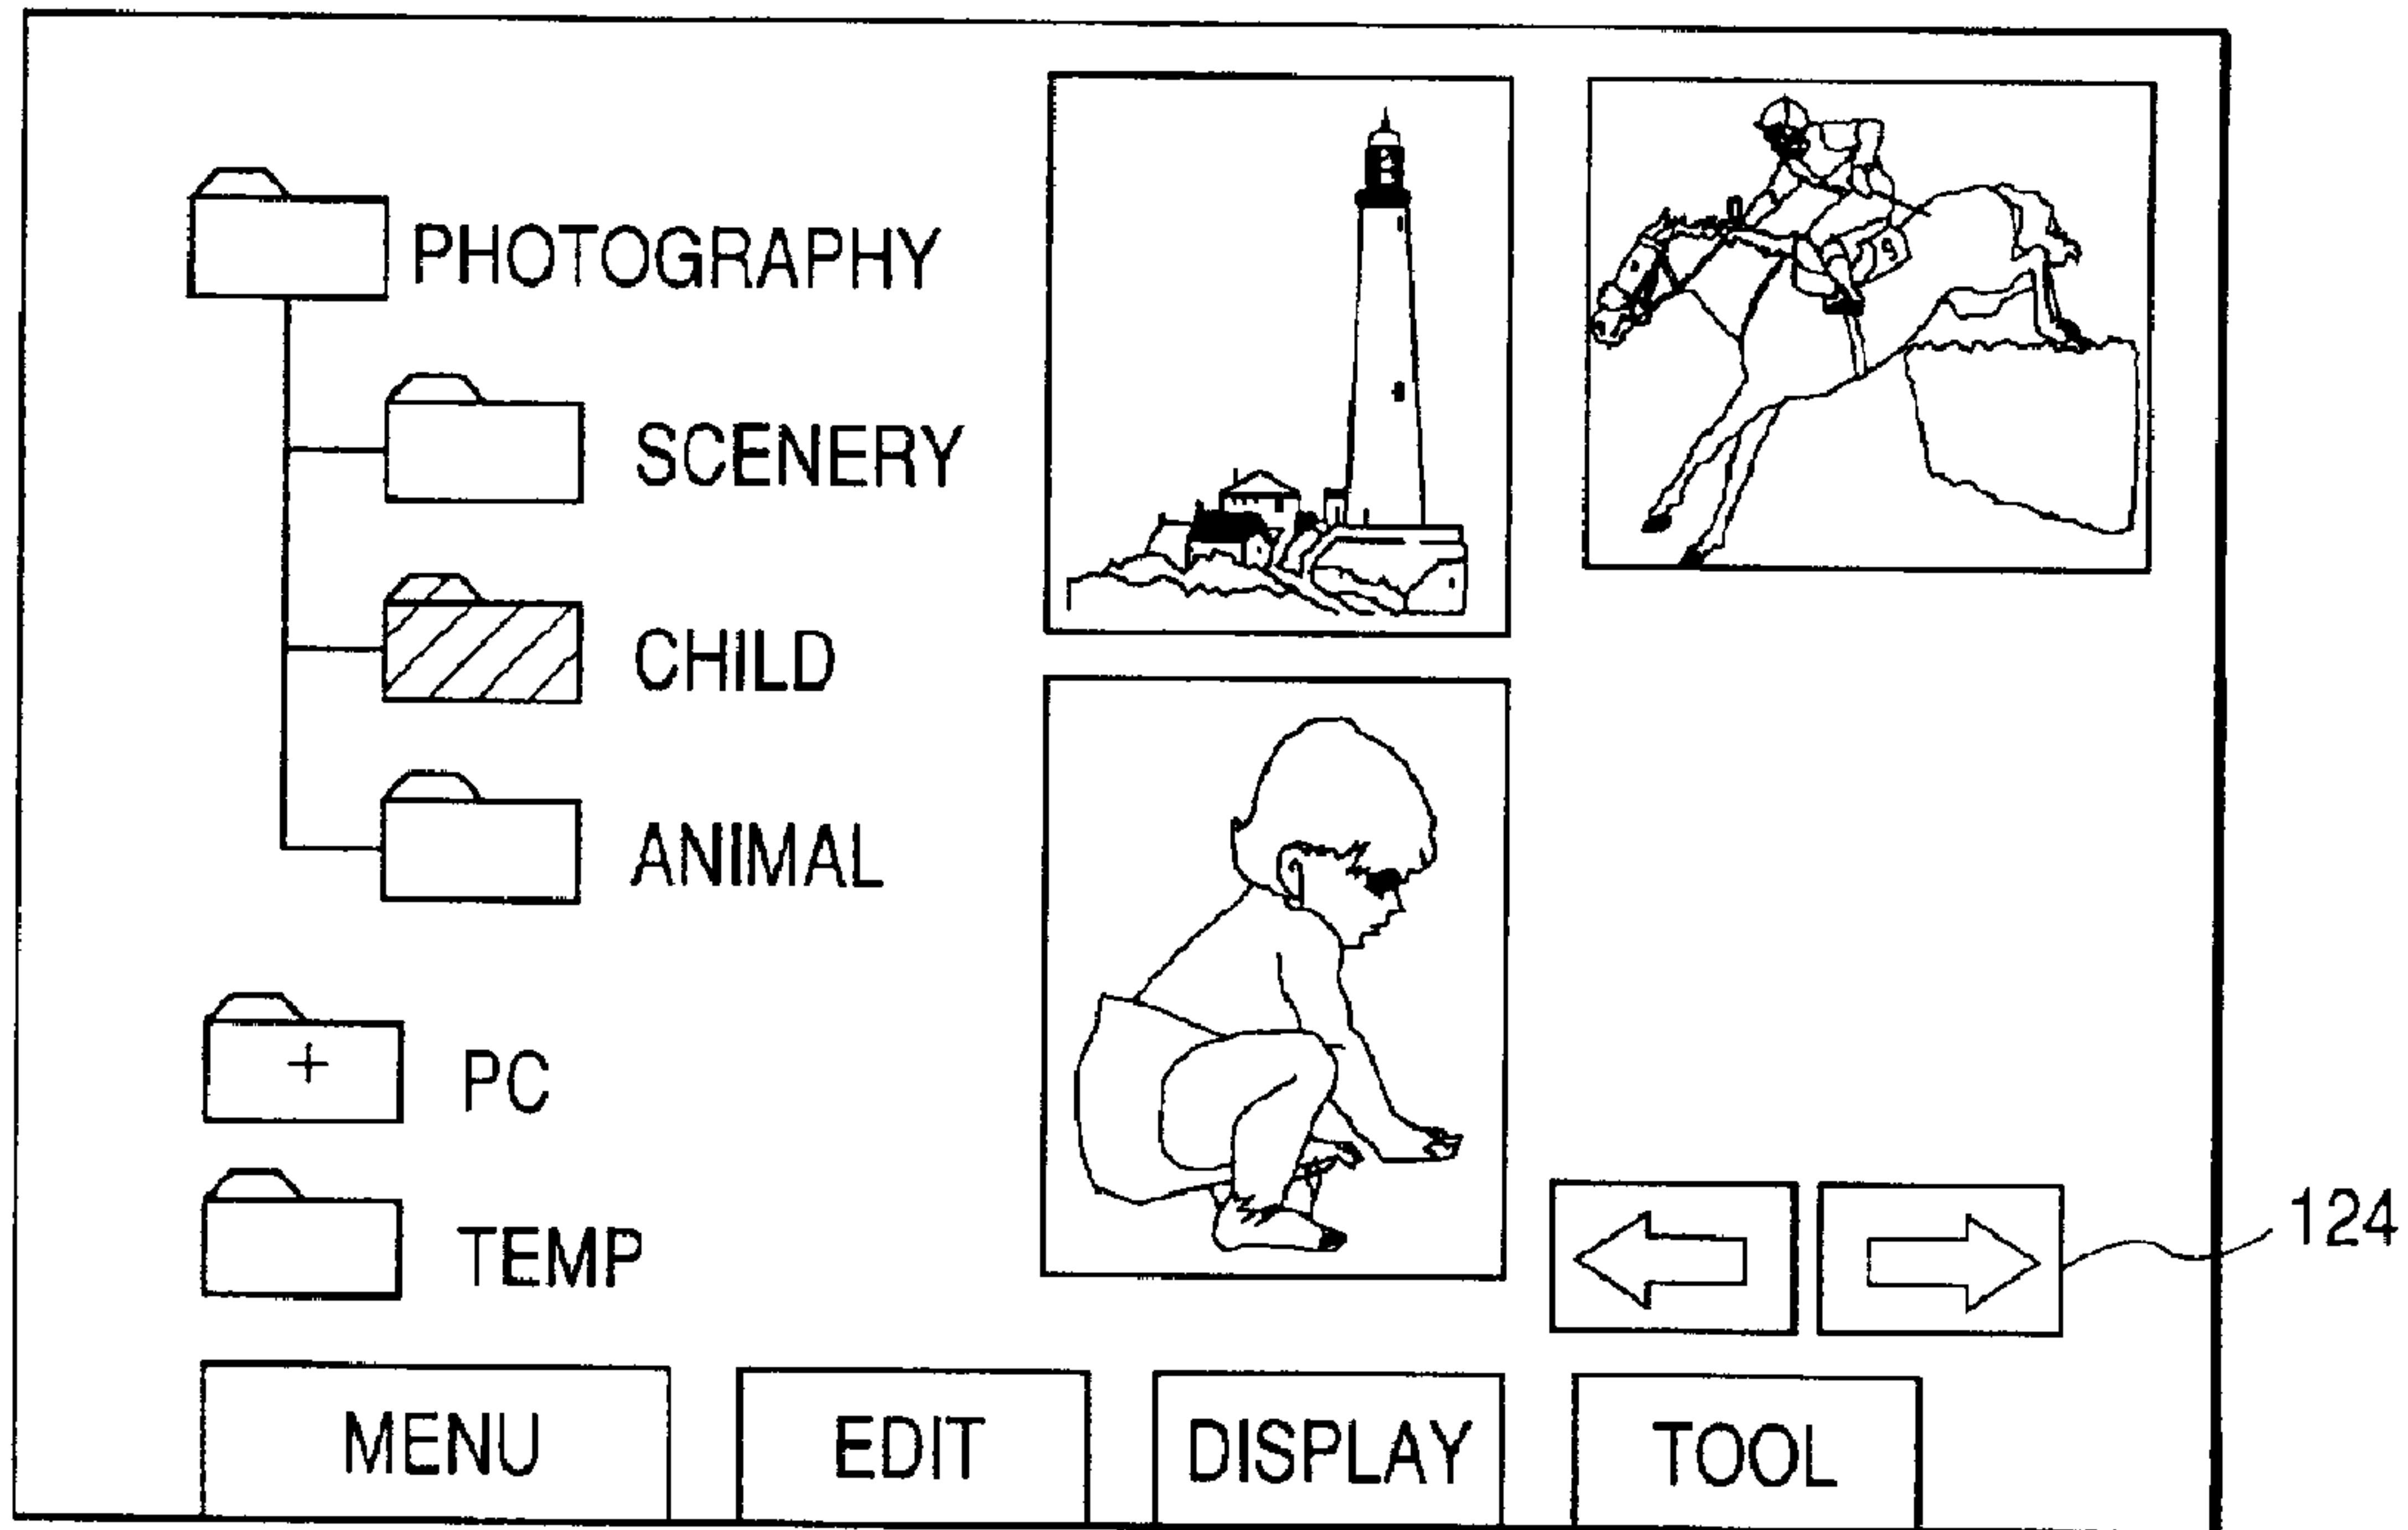 PHOTOGRAPHY
SCENERY
CHILD
ANIMAL
+ PC
TEMP
124
MENU EDIT DISPLAY TOOL